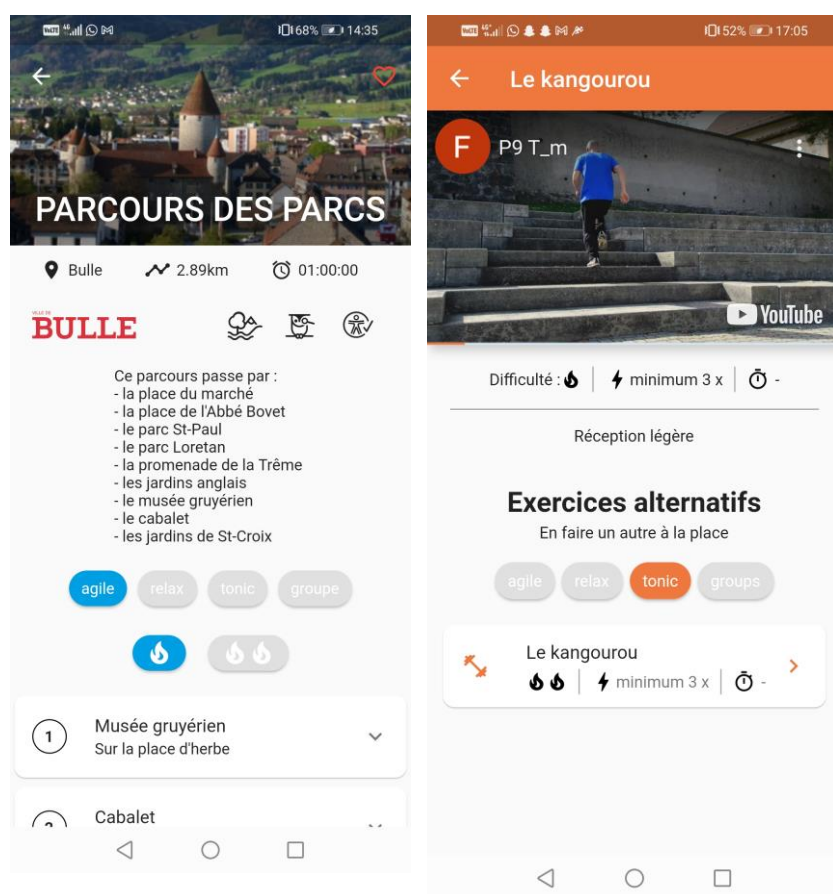 68% 14:35
PARCOURS DES PARCS
Bulle 2.89km 01:00:00
VILLE DE
BULLE
Ce parcours passe par :
- la place du marché
- la place de l'Abbé Bovet
- le parc St-Paul
- le parc Loretan
- la promenade de la Trême
- les jardins anglais
- le musée gruyérien
- le cabalet
- les jardins de St-Croix
agile relax tonic groupe
1 Musée gruyérien
Sur la place d'herbe
Cabalet
52% 17:05
Le kangourou
F P9 T_m
YouTube
Difficulté : minimum 3 x -
Réception légère
Exercices alternatifs
En faire un autre à la place
agile relax tonic groups
Le kangourou
minimum 3 x -